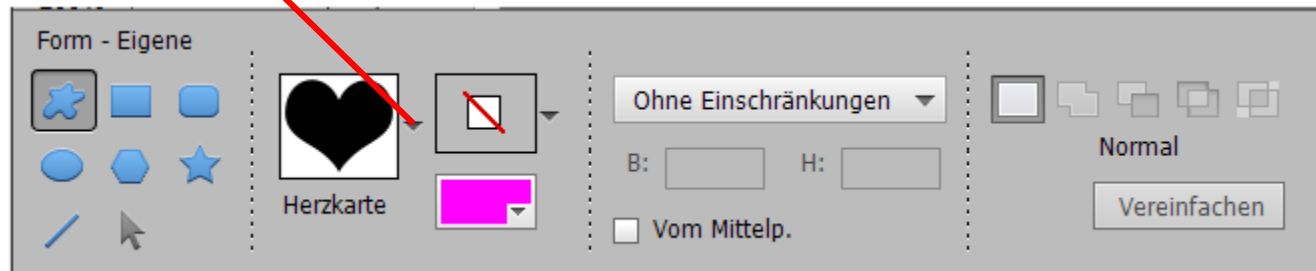 Form - Eigene
Herzkarte
Ohne Einschränkungen
B:
H:
Vom Mittelp.
Normal
Vereinfachen